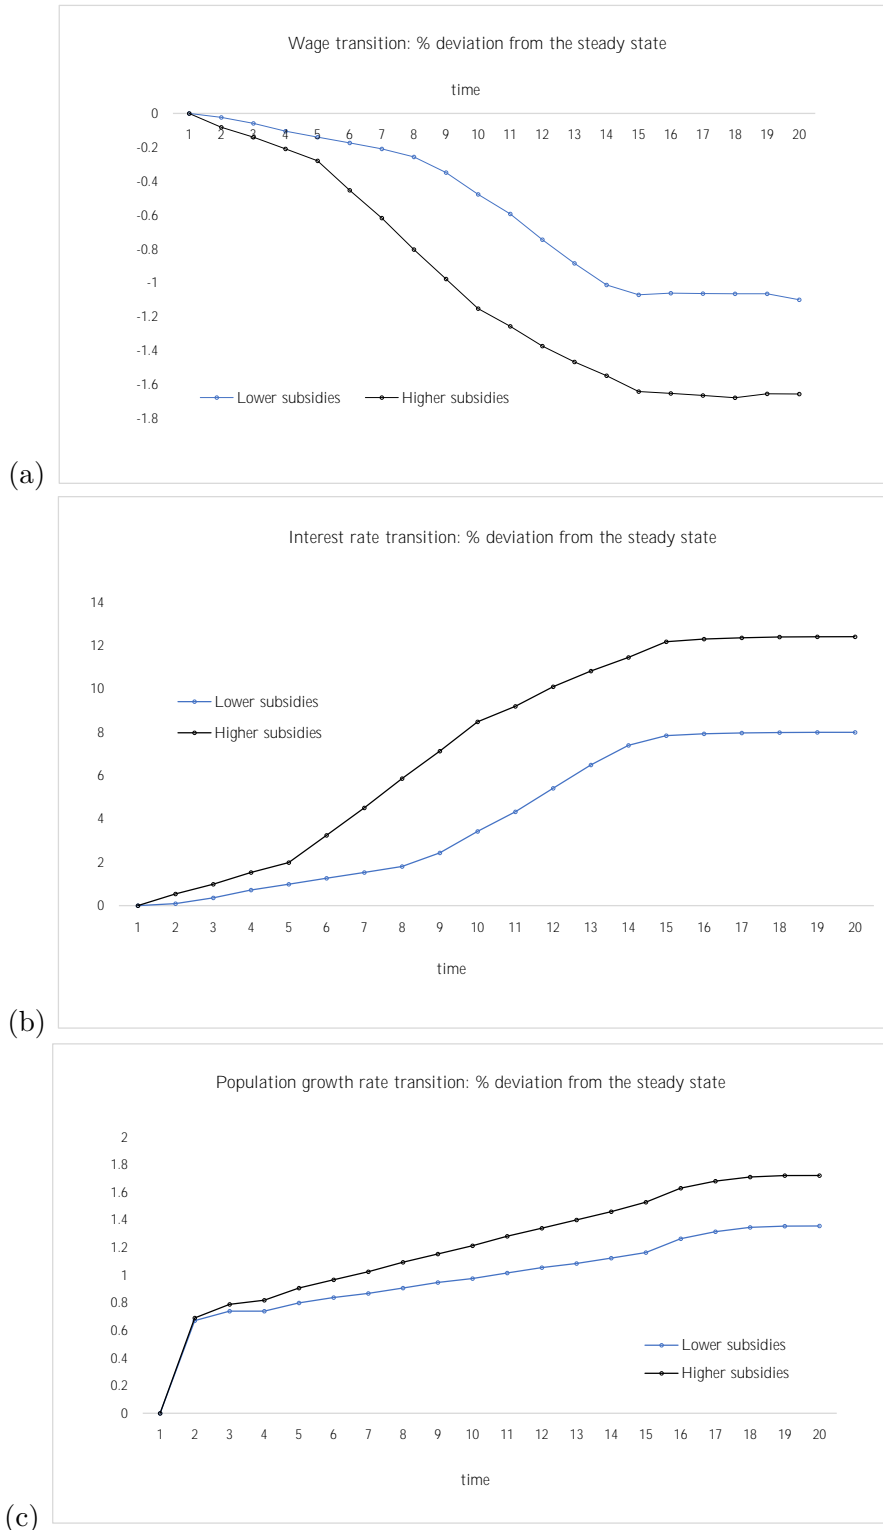 Wage transition: % deviation from the steady state
time
0
1 2 3 4 5 6 7 8 9 10 11 12 13 14 15 16 17 18 19 20
-0.2
-0.4
-0.6
-0.8
-1
-1.2
-1.4
-1.6
Lower subsidies Higher subsidies
-1.8
(a)
Interest rate transition: % deviation from the steady state
14
12
10
Lower subsidies
Higher subsidies
8
6
4
2
0
1 2 3 4 5 6 7 8 9 10 11 12 13 14 15 16 17 18 19 20
time
(b)
Population growth rate transition: % deviation from the steady state
2
1.8
1.6
1.4
1.2
1
0.8
0.6
Lower subsidies
0.4
Higher subsidies
0.2
0
1 2 3 4 5 6 7 8 9 10 11 12 13 14 15 16 17 18 19 20
time
(c)